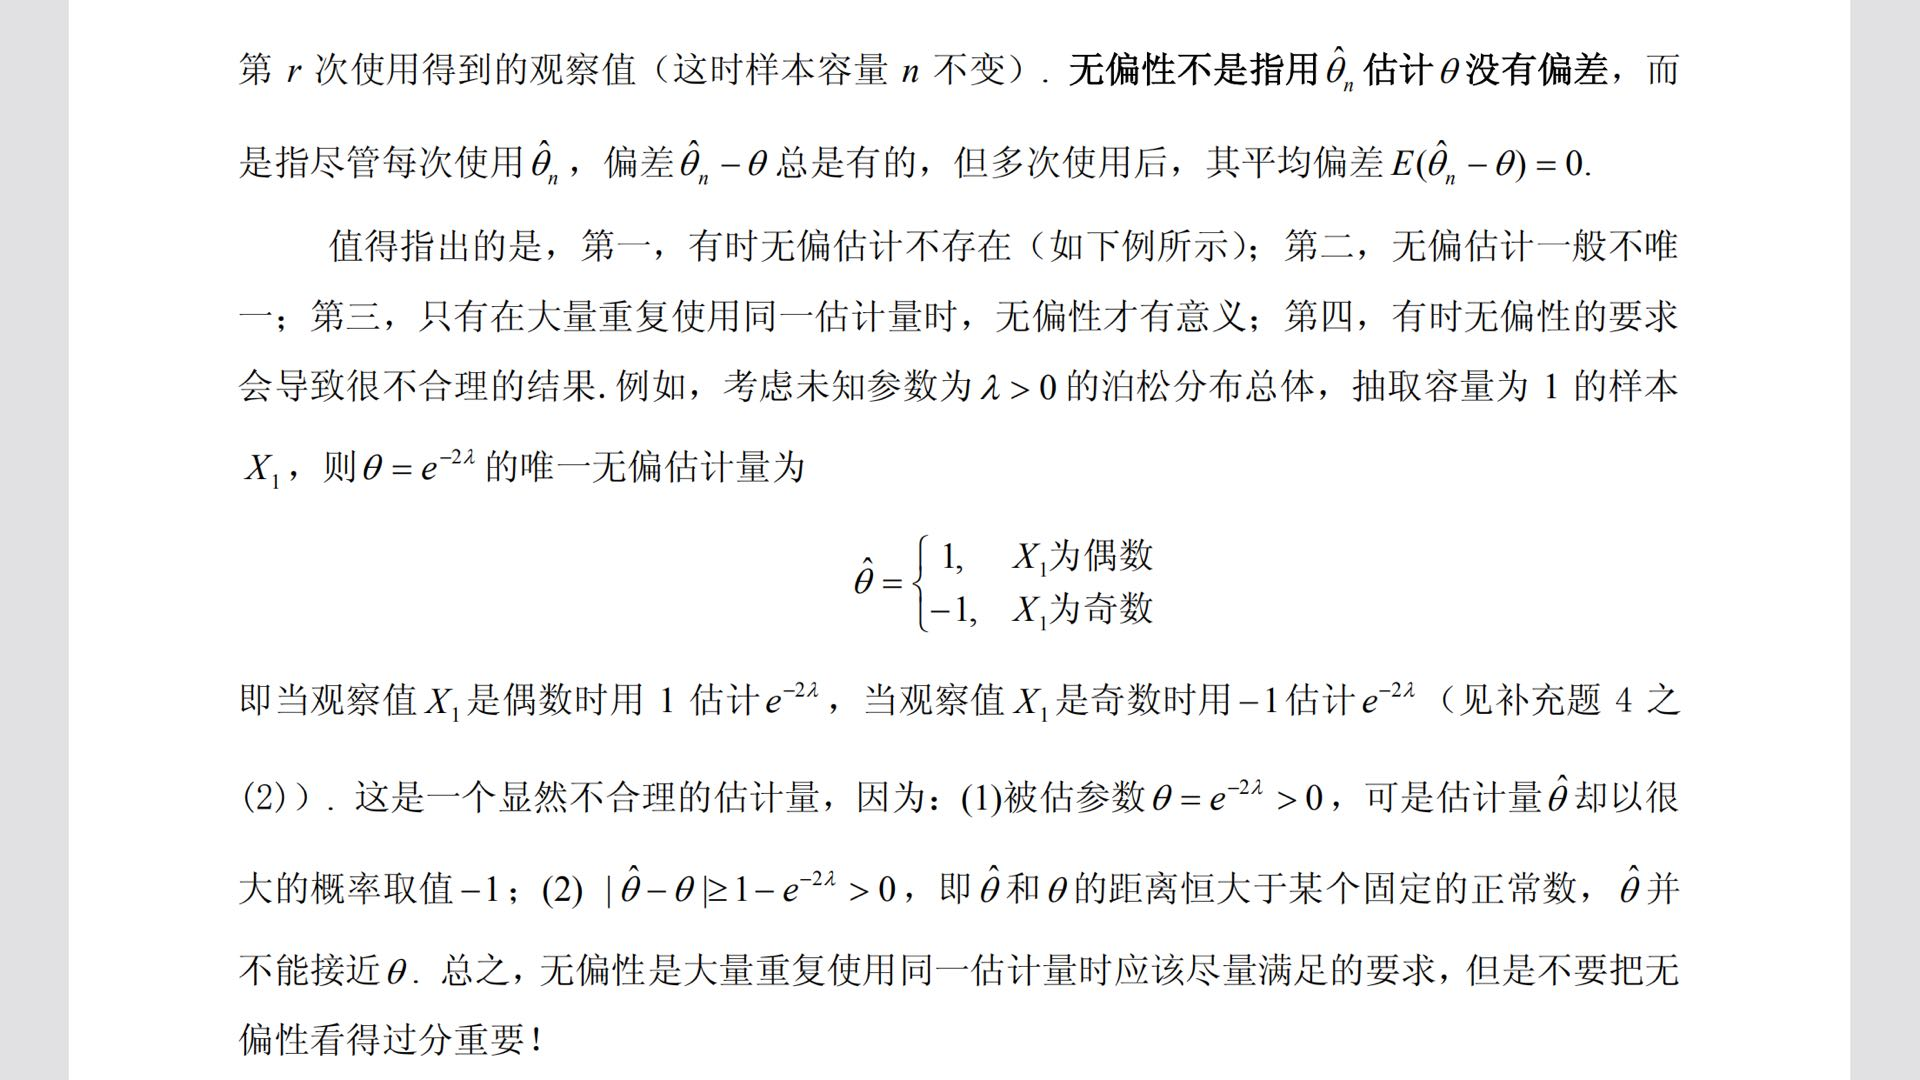 第 r 次使用得到的观察值（这时样本容量 n 不变）. 无偏性不是指用 θ̂ₙ 估计 θ 没有偏差，而
是指尽管每次使用 θ̂ₙ ，偏差 θ̂ₙ − θ 总是有的，但多次使用后，其平均偏差 E(θ̂ₙ − θ) = 0.
值得指出的是，第一，有时无偏估计不存在（如下例所示）；第二，无偏估计一般不唯
一；第三，只有在大量重复使用同一估计量时，无偏性才有意义；第四，有时无偏性的要求
会导致很不合理的结果. 例如，考虑未知参数为 λ > 0 的泊松分布总体，抽取容量为 1 的样本
X₁ ，则 θ = e^{−2λ} 的唯一无偏估计量为
θ̂ = { 1, X₁为偶数
−1, X₁为奇数
即当观察值 X₁ 是偶数时用 1 估计 e^{−2λ} ，当观察值 X₁ 是奇数时用 −1 估计 e^{−2λ} （见补充题 4 之
(2)）. 这是一个显然不合理的估计量，因为：(1)被估参数 θ = e^{−2λ} > 0 ，可是估计量 θ̂ 却以很
大的概率取值 −1；(2) | θ̂ − θ |≥ 1 − e^{−2λ} > 0 ，即 θ̂ 和 θ 的距离恒大于某个固定的正常数，θ̂ 并
不能接近 θ . 总之，无偏性是大量重复使用同一估计量时应该尽量满足的要求，但是不要把无
偏性看得过分重要！